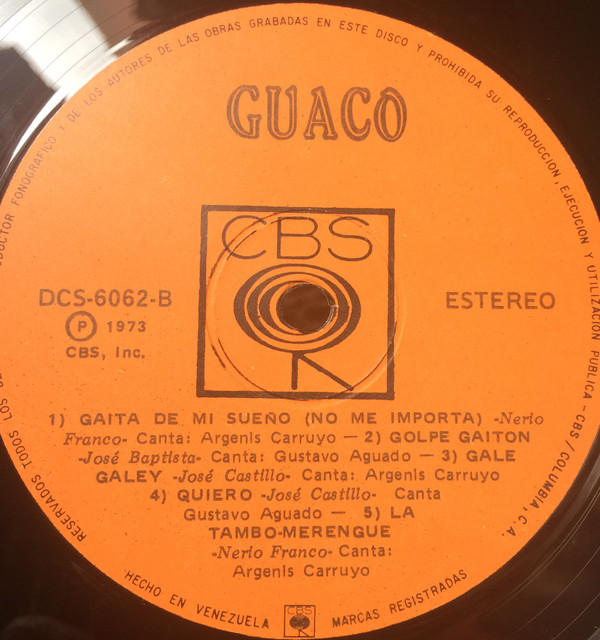 RESERVADOS TODOS LOS DE
DUCTOR FONOGRAFICO Y DE LOS AUTORES DE LAS OBRAS GRABADAS EN ESTE DISCO Y PROHIBIDA SU REPRODUCCION, EJECUCION Y UTILIZACION PUBLICA - CBS/COLUMBIA, C.A.
GUACO
CBS
DCS-6062-B
ESTEREO
Ⓟ 1973
CBS, Inc.
1) GAITA DE MI SUEÑO (NO ME IMPORTA) -Nerio
Franco- Canta: Argenis Carruyo — 2) GOLPE GAITON
-José Baptista- Canta: Gustavo Aguado — 3) GALE
GALEY -José Castillo- Canta: Argenis Carruyo
4) QUIERO -José Castillo- Canta
Gustavo Aguado — 5) LA
TAMBO-MERENGUE
-Nerio Franco- Canta:
Argenis Carruyo
HECHO EN VENEZUELA
CBS
MARCAS REGISTRADAS